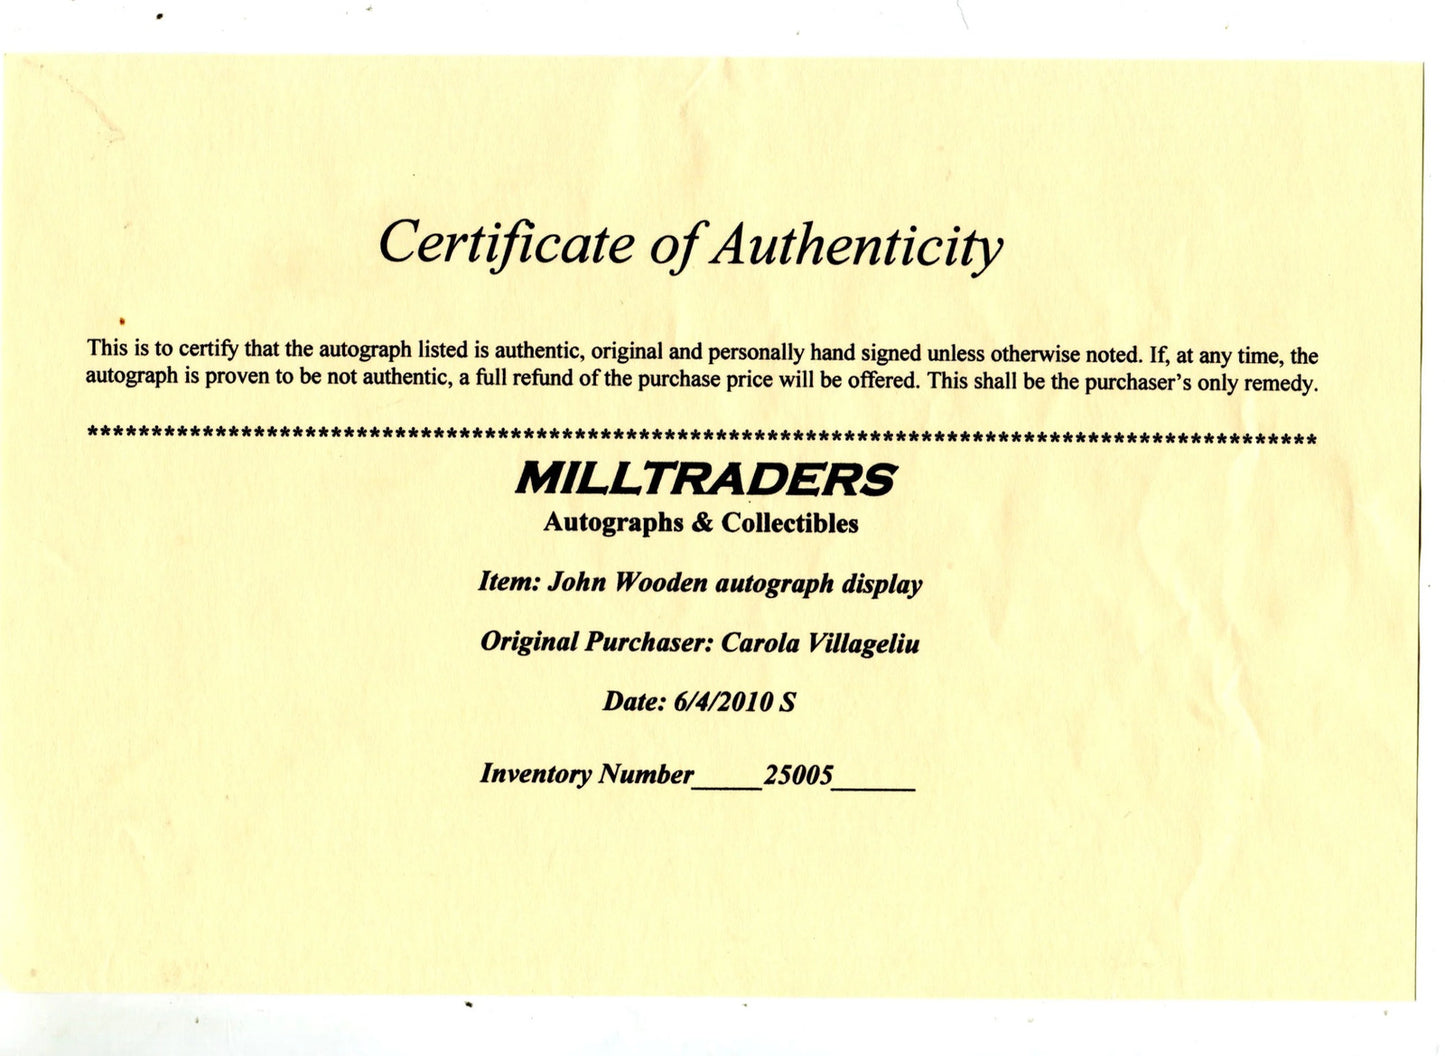 Certificate of Authenticity
This is to certify that the autograph listed is authentic, original and personally hand signed unless otherwise noted. If, at any time, the
autograph is proven to be not authentic, a full refund of the purchase price will be offered. This shall be the purchaser's only remedy.
************************************************************************************************
MILLTRADERS
Autographs & Collectibles
Item: John Wooden autograph display
Original Purchaser: Carola Villageliu
Date: 6/4/2010 S
Inventory Number_____25005______